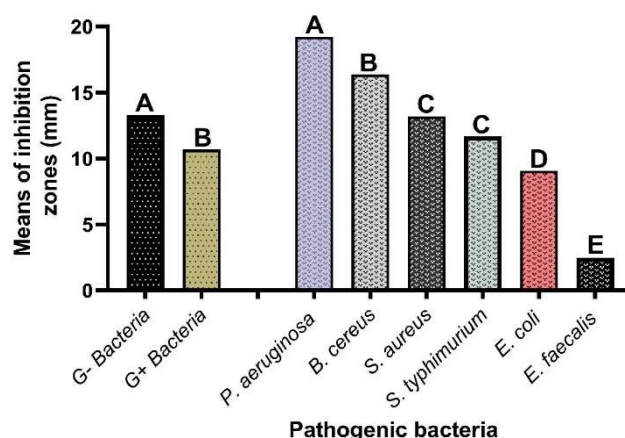 Means of inhibition
zones (mm)
20
15
10
5
0
A
B
A
B
C
C
D
E
G- Bacteria
G+ Bacteria
P. aeruginosa
B. cereus
S. aureus
S. typhimurium
E. coli
E. faecalis
Pathogenic bacteria